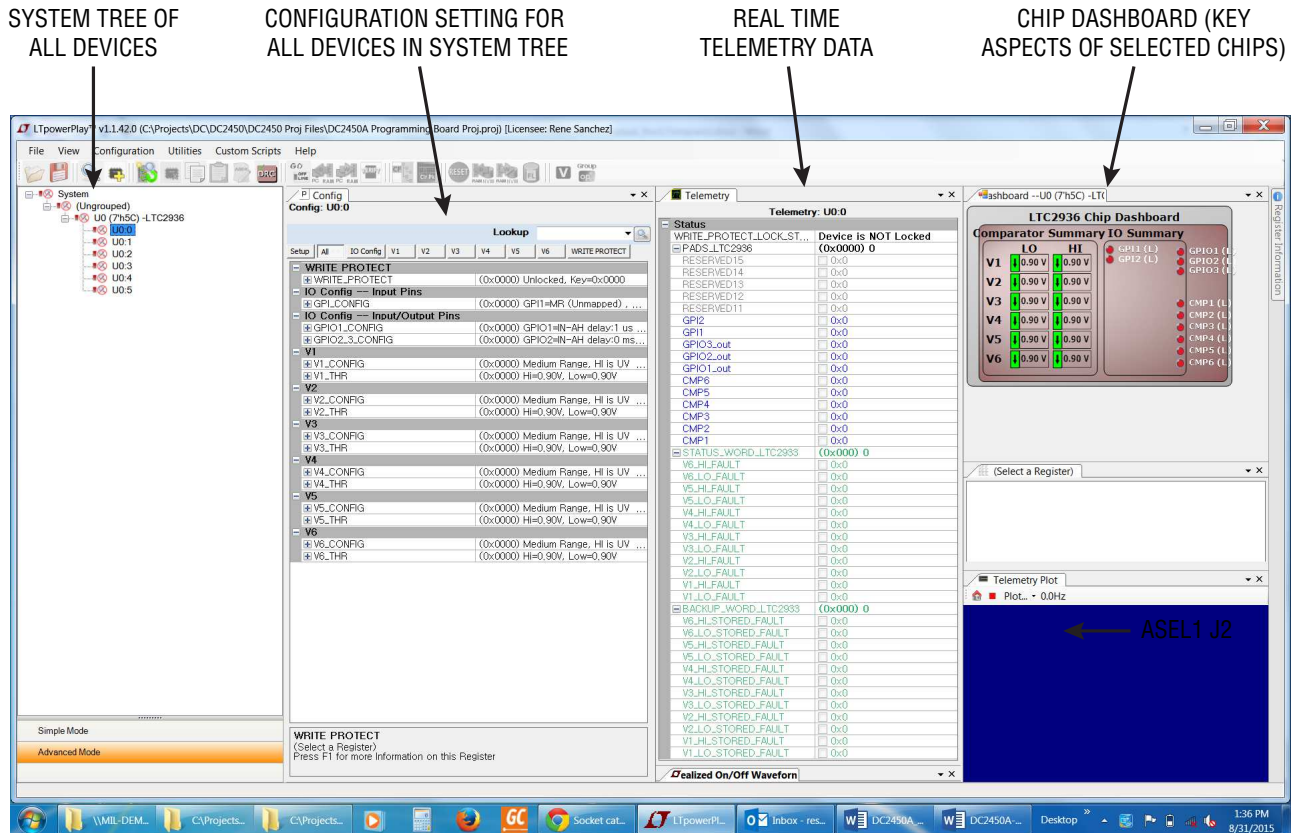 SYSTEM TREE OF
ALL DEVICES
CONFIGURATION SETTING FOR
ALL DEVICES IN SYSTEM TREE
REAL TIME
TELEMETRY DATA
CHIP DASHBOARD (KEY
ASPECTS OF SELECTED CHIPS)
LTpowerPlay™ v1.1.42.0 (C:\Projects\DC\DC2450\DC2450 Proj Files\DC2450A Programming Board Proj.proj) [Licensee: Rene Sanchez]
File View Configuration Utilities Custom Scripts Help
System
(Ungrouped)
U0 (7'h5C) -LTC2936
U0:0
U0:1
U0:2
U0:3
U0:4
U0:5
Simple Mode
Advanced Mode
Config
Config: U0:0
Lookup
Setup All IO Config V1 V2 V3 V4 V5 V6 WRITE PROTECT
WRITE PROTECT
WRITE_PROTECT (0x0000) Unlocked, Key=0x0000
IO Config -- Input Pins
GPI_CONFIG (0x0000) GPI1=MR (Unmapped) , ...
IO Config -- Input/Output Pins
GPIO1_CONFIG (0x0000) GPIO1=IN-AH delay:1 us ...
GPIO2_3_CONFIG (0x0000) GPIO2=IN-AH delay:0 ms...
V1
V1_CONFIG (0x0000) Medium Range, HI is UV ...
V1_THR (0x0000) Hi=0.90V, Low=0.90V
V2
V2_CONFIG (0x0000) Medium Range, HI is UV ...
V2_THR (0x0000) Hi=0.90V, Low=0.90V
V3
V3_CONFIG (0x0000) Medium Range, HI is UV ...
V3_THR (0x0000) Hi=0.90V, Low=0.90V
V4
V4_CONFIG (0x0000) Medium Range, HI is UV ...
V4_THR (0x0000) Hi=0.90V, Low=0.90V
V5
V5_CONFIG (0x0000) Medium Range, HI is UV ...
V5_THR (0x0000) Hi=0.90V, Low=0.90V
V6
V6_CONFIG (0x0000) Medium Range, HI is UV ...
V6_THR (0x0000) Hi=0.90V, Low=0.90V
WRITE PROTECT
(Select a Register)
Press F1 for more Information on this Register
Telemetry
Telemetry: U0:0
Status
WRITE_PROTECT_LOCK_ST... Device is NOT Locked
PADS_LTC2936 (0x0000) 0
RESERVED15 0x0
RESERVED14 0x0
RESERVED13 0x0
RESERVED12 0x0
RESERVED11 0x0
GPI2 0x0
GPI1 0x0
GPIO3_out 0x0
GPIO2_out 0x0
GPIO1_out 0x0
CMP6 0x0
CMP5 0x0
CMP4 0x0
CMP3 0x0
CMP2 0x0
CMP1 0x0
STATUS_WORD_LTC2933 (0x000) 0
V6_HI_FAULT 0x0
V6_LO_FAULT 0x0
V5_HI_FAULT 0x0
V5_LO_FAULT 0x0
V4_HI_FAULT 0x0
V4_LO_FAULT 0x0
V3_HI_FAULT 0x0
V3_LO_FAULT 0x0
V2_HI_FAULT 0x0
V2_LO_FAULT 0x0
V1_HI_FAULT 0x0
V1_LO_FAULT 0x0
BACKUP_WORD_LTC2933 (0x000) 0
V6_HI_STORED_FAULT 0x0
V6_LO_STORED_FAULT 0x0
V5_HI_STORED_FAULT 0x0
V5_LO_STORED_FAULT 0x0
V4_HI_STORED_FAULT 0x0
V4_LO_STORED_FAULT 0x0
V3_HI_STORED_FAULT 0x0
V3_LO_STORED_FAULT 0x0
V2_HI_STORED_FAULT 0x0
V2_LO_STORED_FAULT 0x0
V1_HI_STORED_FAULT 0x0
V1_LO_STORED_FAULT 0x0
ealized On/Off Waveforn
ashboard --U0 (7'h5C) -LT(
LTC2936 Chip Dashboard
Comparator Summary IO Summary
LO HI
V1 0.90 V 0.90 V
V2 0.90 V 0.90 V
V3 0.90 V 0.90 V
V4 0.90 V 0.90 V
V5 0.90 V 0.90 V
V6 0.90 V 0.90 V
GPI1 (L)
GPI2 (L)
GPIO1 (L
GPIO2 (L
GPIO3 (L
CMP1 (L)
CMP2 (L)
CMP3 (L)
CMP4 (L)
CMP5 (L)
CMP6 (L)
Register Information
(Select a Register)
Telemetry Plot
Plot... 0.0Hz
ASEL1 J2
\\MIL-DEM... C:\Projects... C:\Projects... GC Socket cat... LTpowerPl... Inbox - res... DC2450A_... DC2450A-... Desktop
1:36 PM
8/31/2015